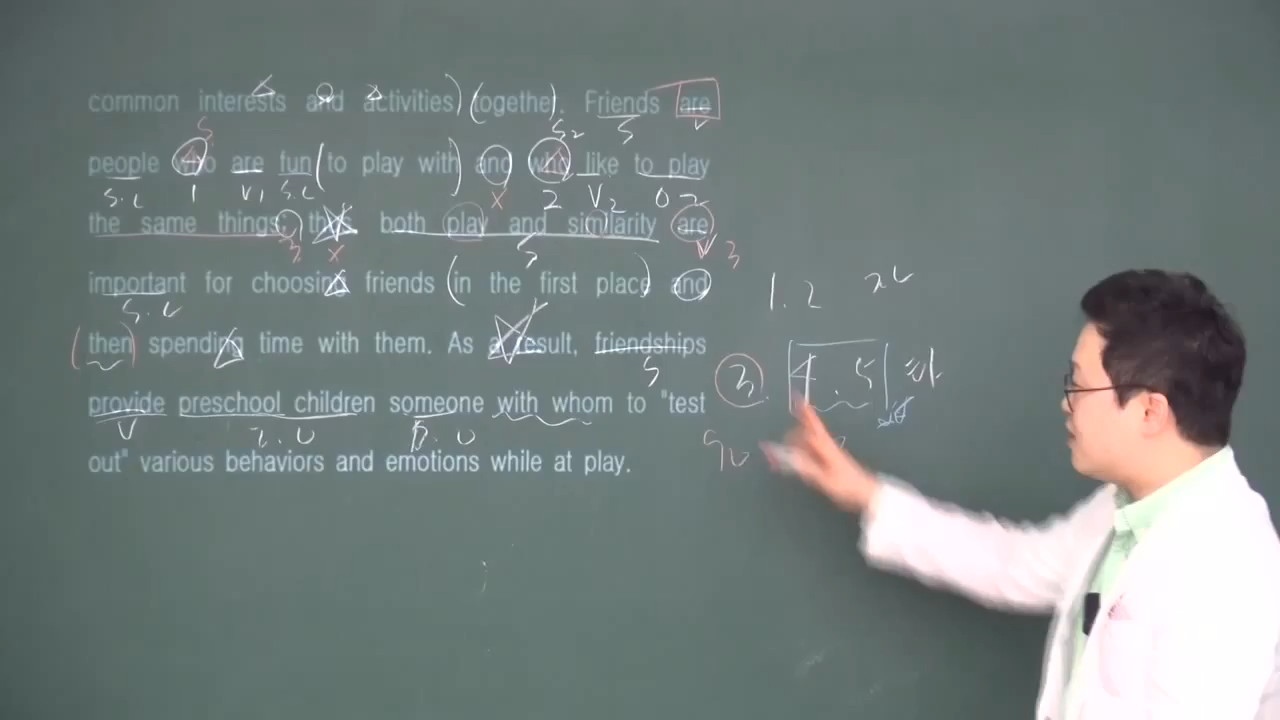 common interests and activities) (together). Friends are
people who are fun (to play with) and who like to play
the same things; thus both play and similarity are
important for choosing friends (in the first place) and
(then) spending time with them. As a result, friendships
provide preschool children someone with whom to "test
out" various behaviors and emotions while at play.
1. 2
3. 4. 5